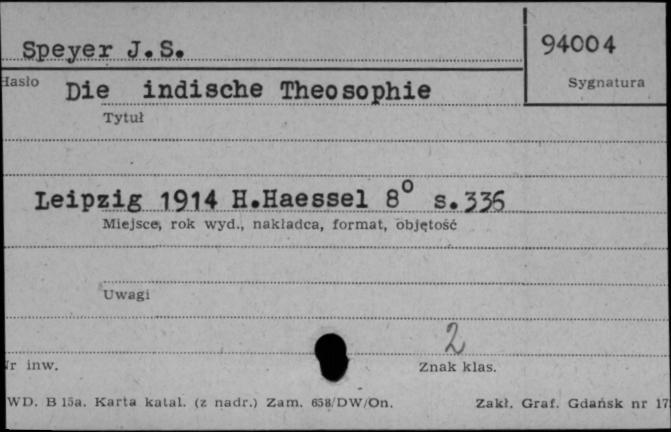 Speyer J.S.
94004
Hasło
Sygnatura
Die indische Theosophie
Tytuł
Leipzig 1914 H.Haessel 8° s.336
Miejsce, rok wyd., nakładca, format, objętość
Uwagi
2
Nr inw.
Znak klas.
WD. B 15a. Karta katal. (z nadr.) Zam. 658/DW/On.
Zakł. Graf. Gdańsk nr 17